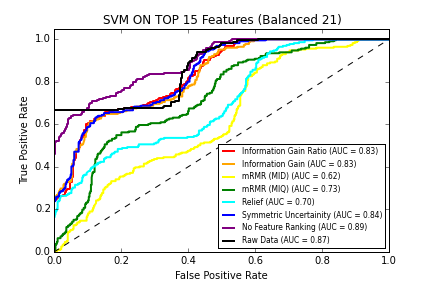 SVM ON TOP 15 Features (Balanced 21)
True Positive Rate
1.0
0.8
0.6
0.4
0.2
0.0
Information Gain Ratio (AUC = 0.83)
Information Gain (AUC = 0.83)
mRMR (MID) (AUC = 0.62)
mRMR (MIQ) (AUC = 0.73)
Relief (AUC = 0.70)
Symmetric Uncertainity (AUC = 0.84)
No Feature Ranking (AUC = 0.89)
Raw Data (AUC = 0.87)
0.0 0.2 0.4 0.6 0.8 1.0
False Positive Rate